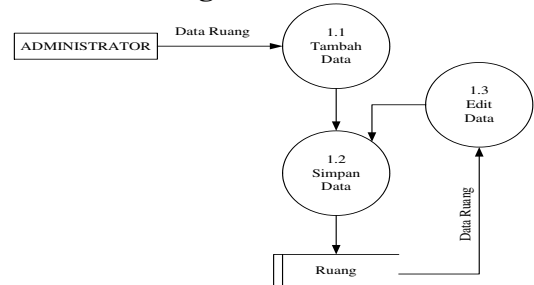 Data Ruang
ADMINISTRATOR
1.1
Tambah
Data
1.3
Edit
Data
1.2
Simpan
Data
Data Ruang
Ruang